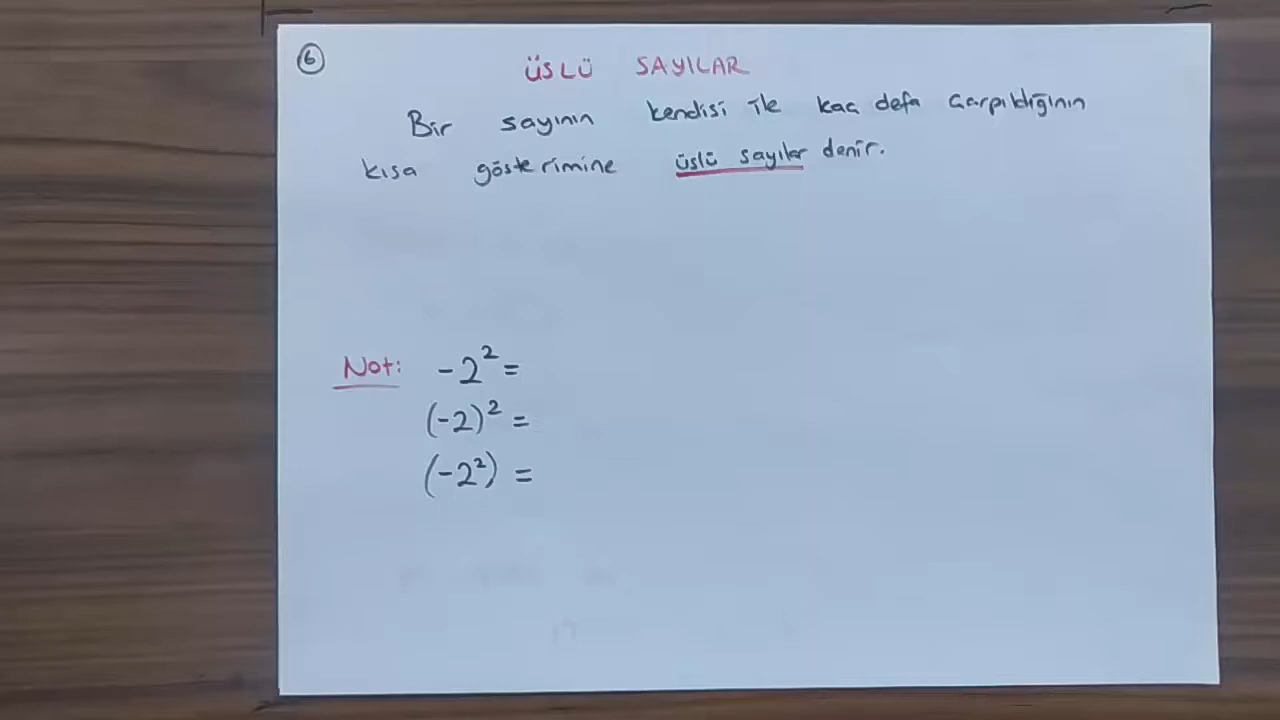 6
ÜSLÜ SAYILAR
Bir sayının kendisi ile kaç defa çarpıldığının
kısa gösterimine üslü sayılar denir.
Not: -2² =
(-2)² =
(-2²) =